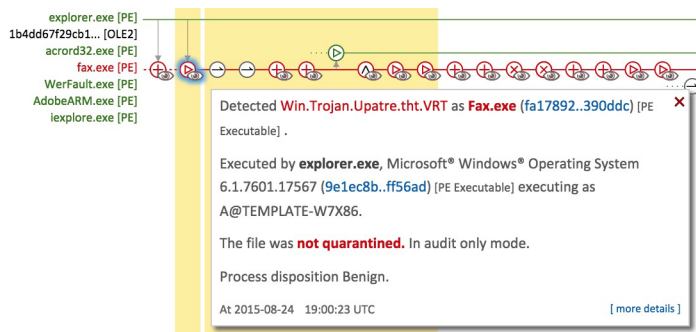 explorer.exe [PE]
1b4dd67f29cb1... [OLE2]
acrord32.exe [PE]
fax.exe [PE]
WerFault.exe [PE]
AdobeARM.exe [PE]
iexplore.exe [PE]
Detected Win.Trojan.Upatre.tht.VRT as Fax.exe (fa17892..390ddc) [PE
Executable] .
Executed by explorer.exe, Microsoft® Windows® Operating System
6.1.7601.17567 (9e1ec8b..ff56ad) [PE Executable] executing as
A@TEMPLATE-W7X86.
The file was not quarantined. In audit only mode.
Process disposition Benign.
At 2015-08-24 19:00:23 UTC
[ more details ]